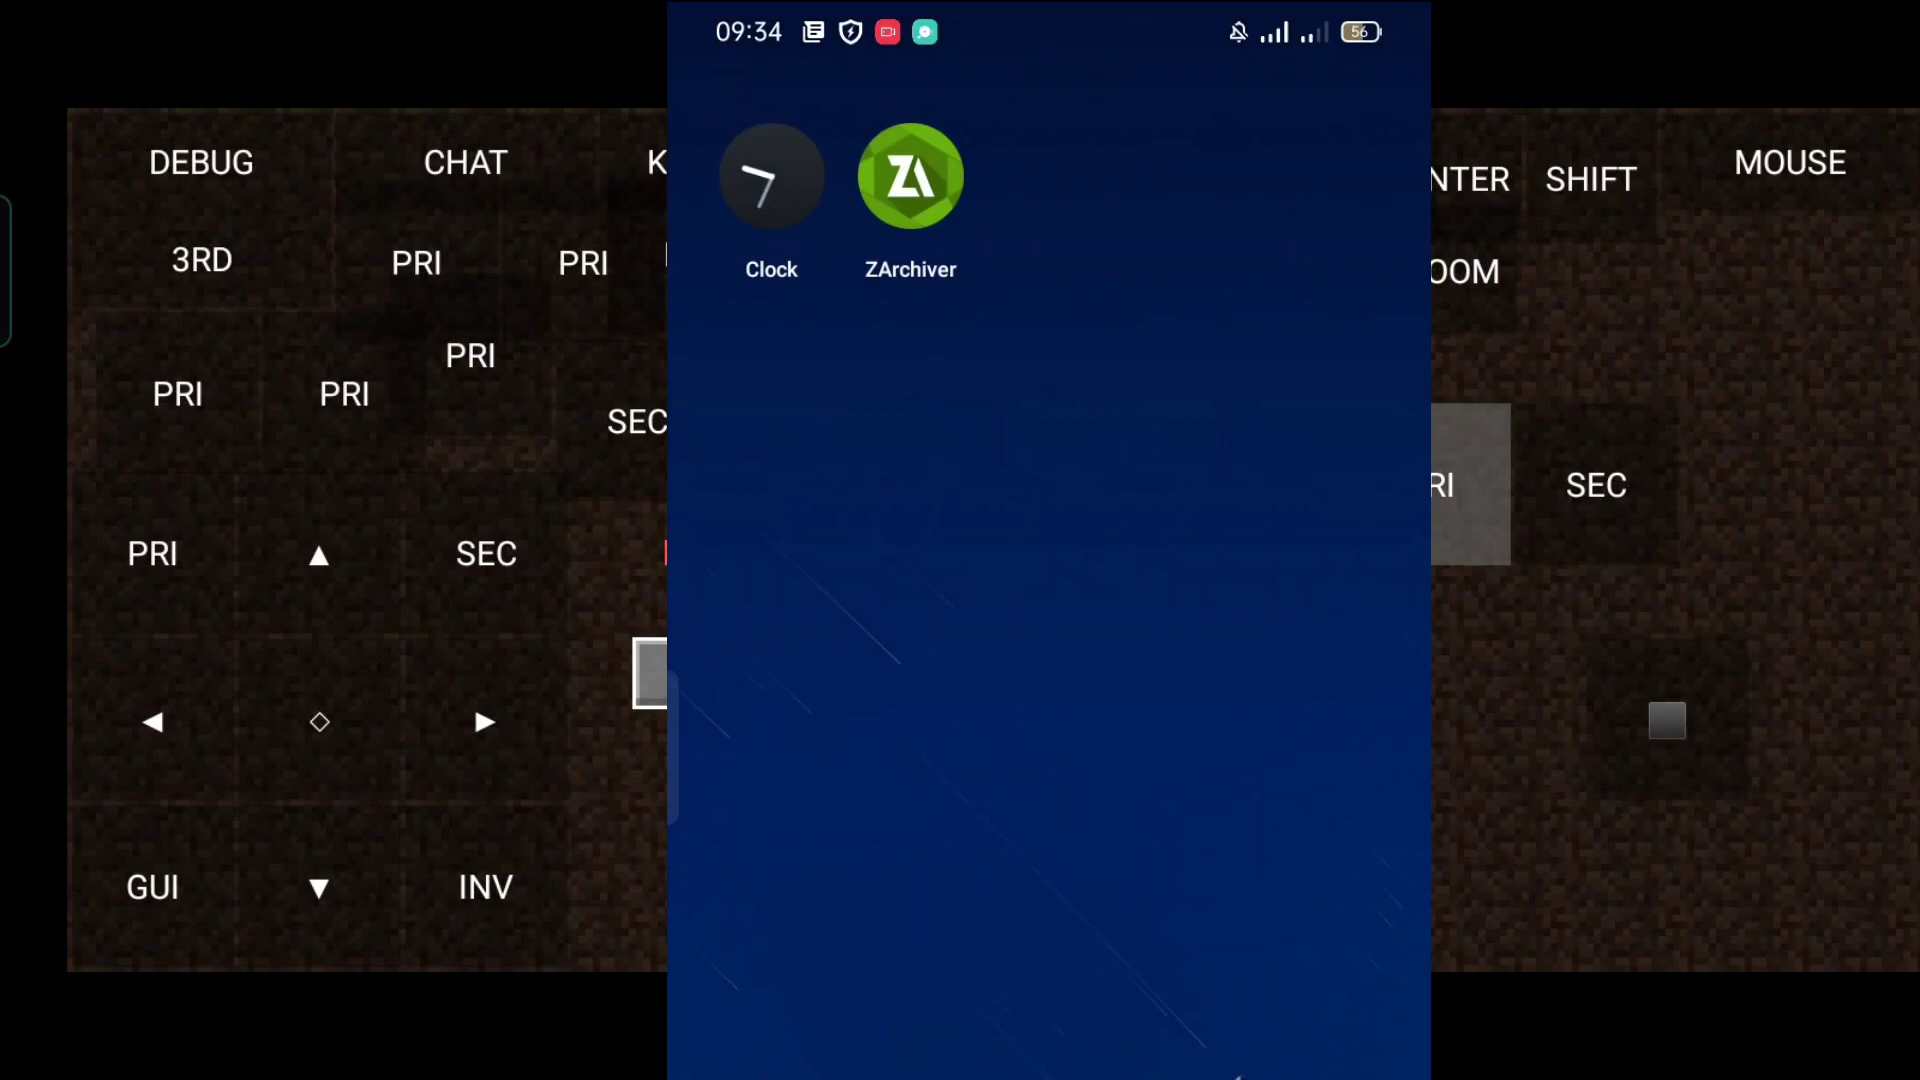 09:34
56
DEBUG
CHAT
K
NTER
SHIFT
MOUSE
3RD
PRI
PRI
OOM
Clock
ZArchiver
PRI
PRI
PRI
SEC
RI
SEC
PRI
▲
SEC
◀
◇
▶
GUI
▼
INV